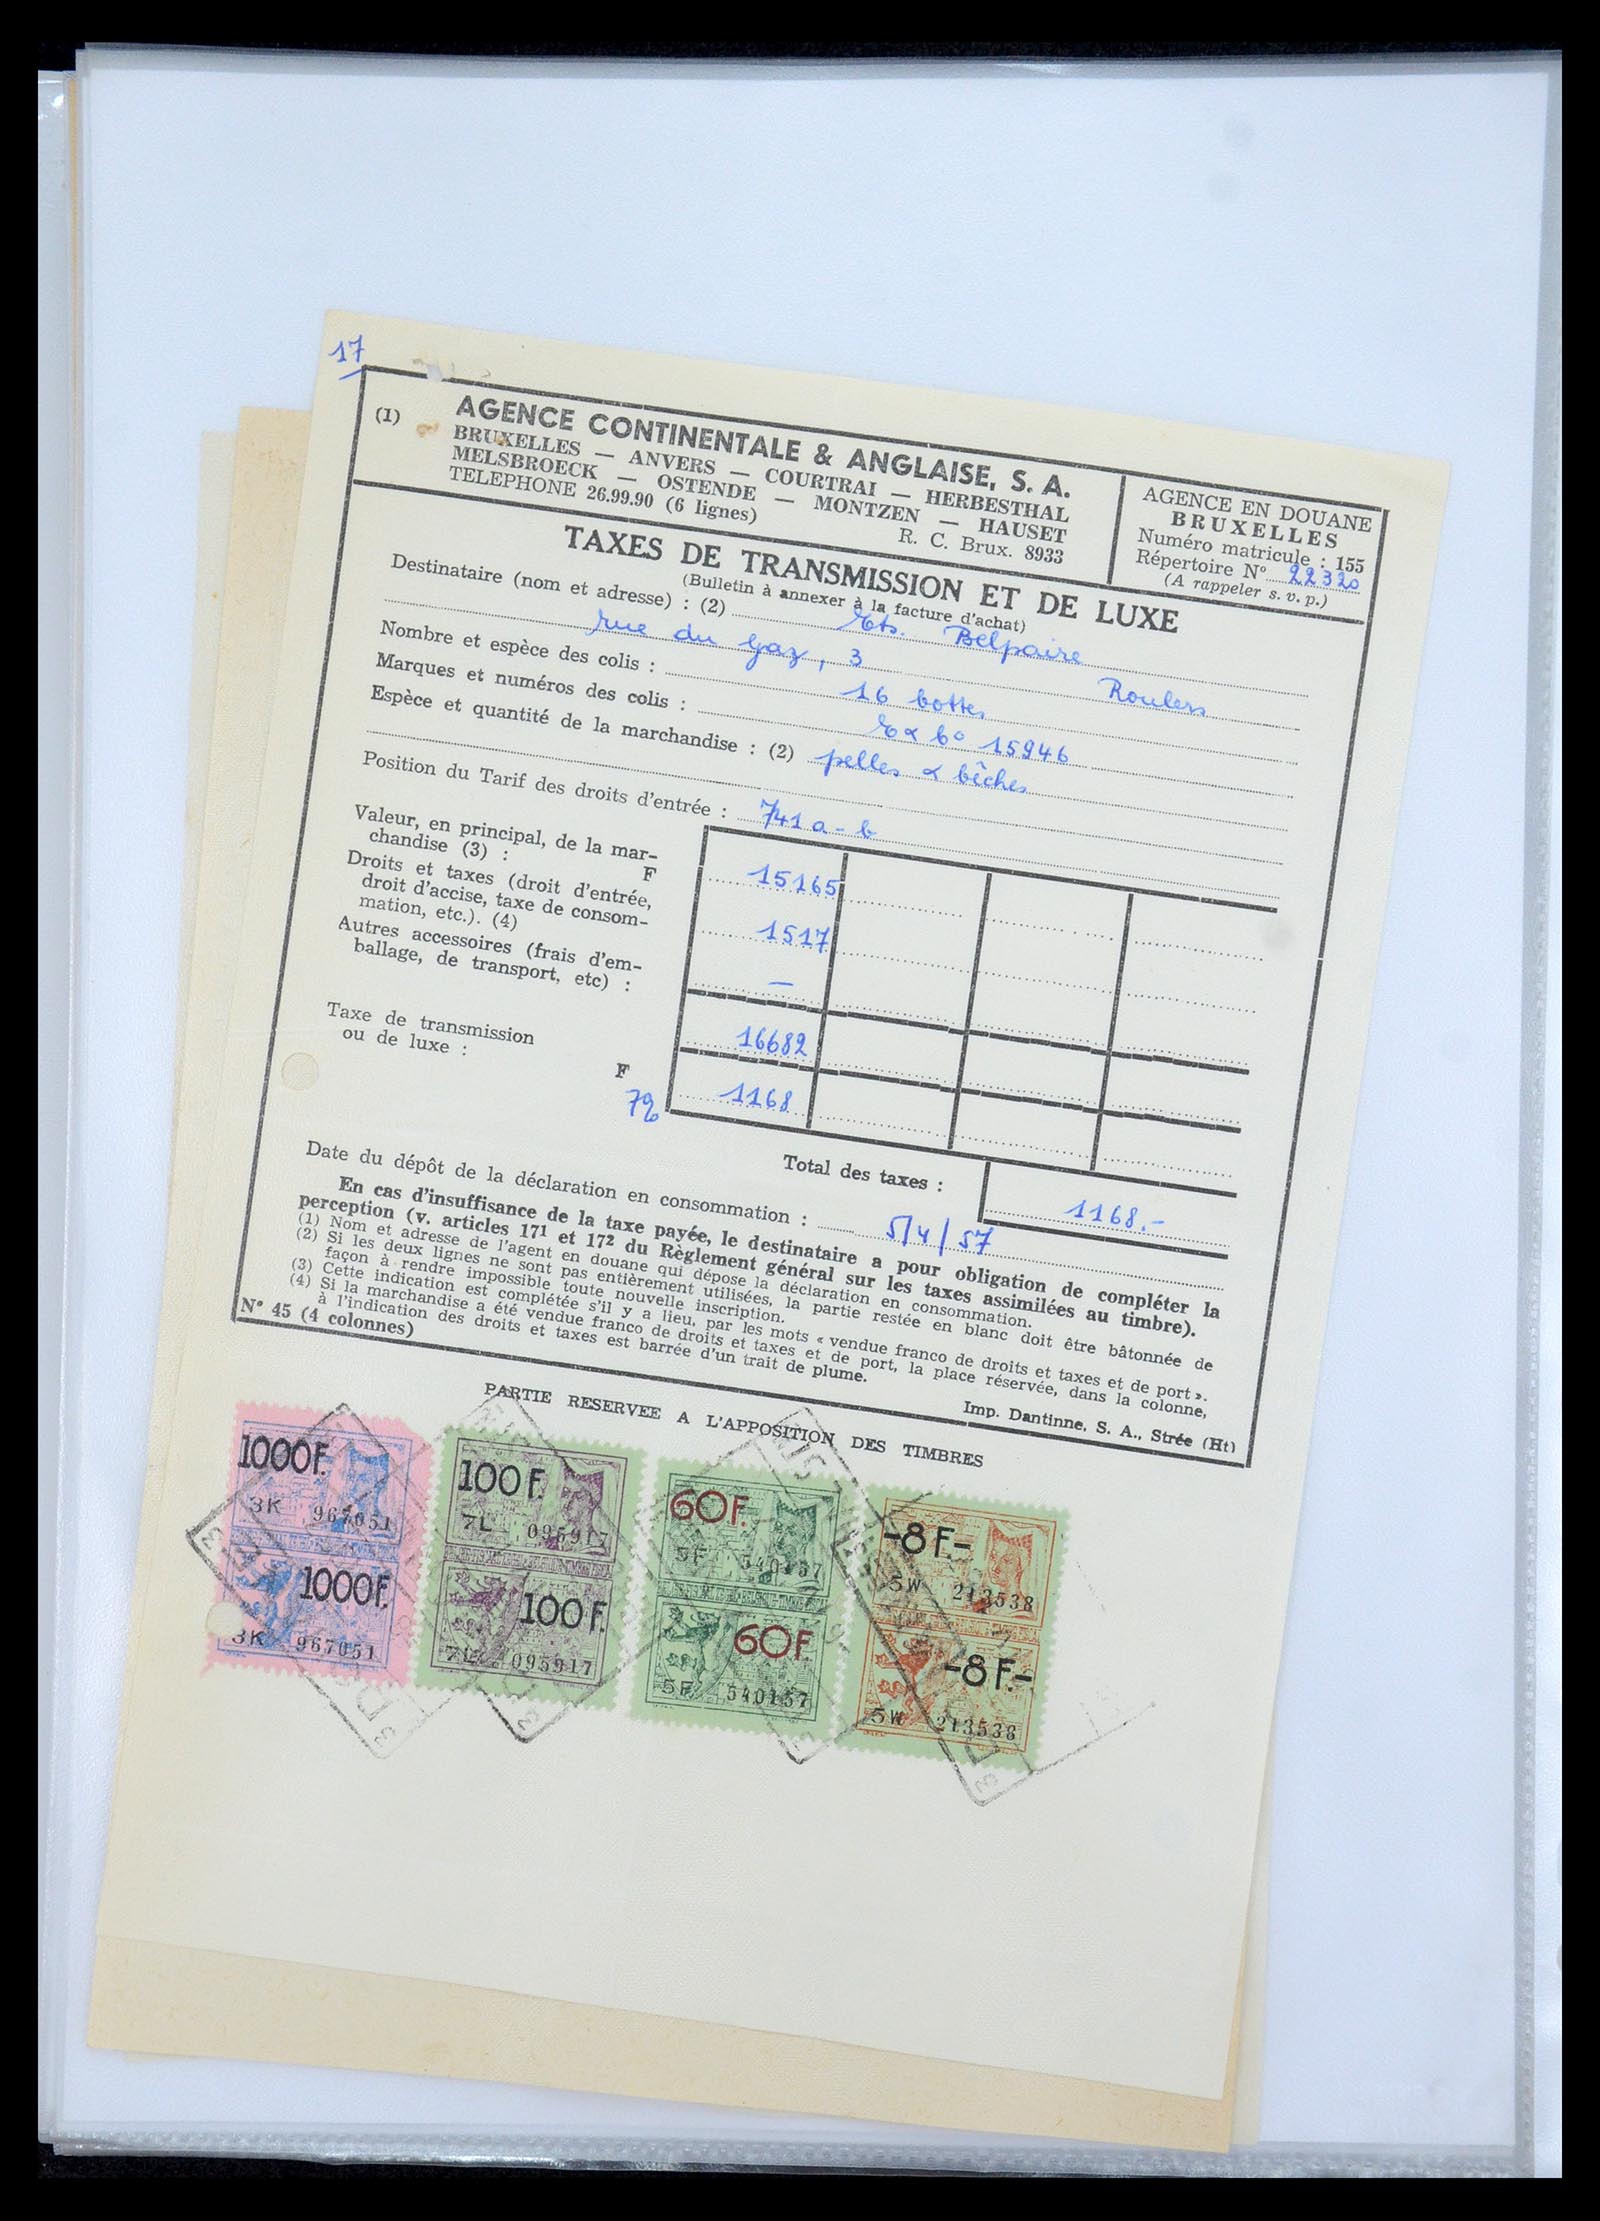 17
(1)
AGENCE CONTINENTALE & ANGLAISE, S. A.
BRUXELLES — ANVERS — COURTRAI — HERBESTHAL
MELSBROECK — OSTENDE — MONTZEN — HAUSET
TELEPHONE 26.99.90 (6 lignes)
R. C. Brux. 8933
AGENCE EN DOUANE
BRUXELLES
Numéro matricule : 155
Répertoire N° 22320
(A rappeler s. v. p.)
TAXES DE TRANSMISSION ET DE LUXE
(Bulletin à annexer à la facture d'achat)
Destinataire (nom et adresse) : (2) Ets. Belpaire
rue du Gaz, 3 Roulers
Nombre et espèce des colis : 16 bottes
Marques et numéros des colis : 15946
Espèce et quantité de la marchandise : (2) pelles & bêches
Position du Tarif des droits d'entrée : 741 a - b
Valeur, en principal, de la mar-
chandise (3) : F 15165
Droits et taxes (droit d'entrée,
droit d'accise, taxe de consom-
mation, etc.). (4) 1517
Autres accessoires (frais d'em-
ballage, de transport, etc) : —
16682
Taxe de transmission
ou de luxe :
F
7% 1168
Total des taxes : 1168.-
Date du dépôt de la déclaration en consommation : 5/4/57
En cas d'insuffisance de la taxe payée, le destinataire a pour obligation de compléter la
perception (v. articles 17¹ et 17² du Règlement général sur les taxes assimilées au timbre).
(1) Nom et adresse de l'agent en douane qui dépose la déclaration en consommation.
(2) Si les deux lignes ne sont pas entièrement utilisées, la partie restée en blanc doit être bâtonnée de
façon à rendre impossible toute nouvelle inscription.
(3) Cette indication est complétée s'il y a lieu, par les mots « vendue franco de droits et taxes et de port ».
(4) Si la marchandise a été vendue franco de droits et taxes et de port, la place réservée, dans la colonne,
à l'indication des droits et taxes est barrée d'un trait de plume.
N° 45 (4 colonnes)
Imp. Dantinne, S. A., Strée (Ht)
PARTIE RESERVEE A L'APPOSITION DES TIMBRES
1000F.
3K 967051
1000F.
3K 967051
100F.
7L 095917
100F.
7L 095917
60F.
5F 540157
60F.
5F 540157
-8F-
5W 213538
-8F-
5W 213538